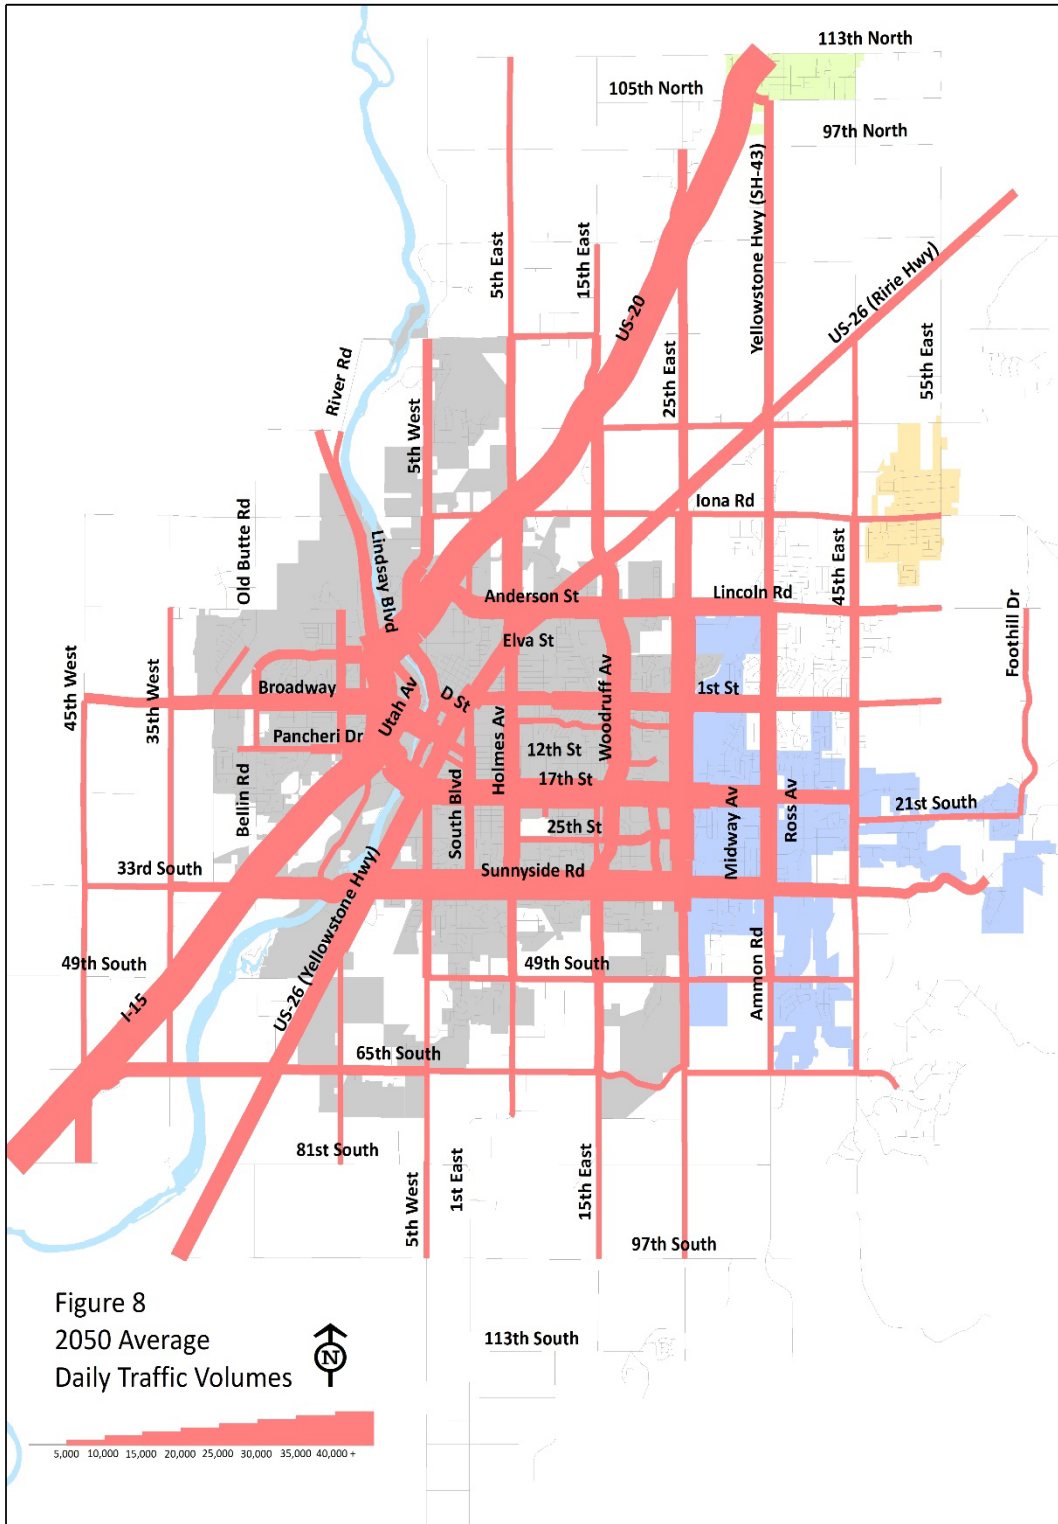 113th North
105th North
97th North
Yellowstone Hwy (SH-43)
5th East
15th East
US-26 (Ririe Hwy)
US-20
55th East
25th East
River Rd
5th West
Iona Rd
Old Butte Rd
Lindsay Blvd
45th East
Anderson St
Lincoln Rd
Foothill Dr
Elva St
45th West
35th West
Broadway
Utah Av
D St
1st St
Woodruff Av
Pancheri Dr
Holmes Av
12th St
17th St
Bellin Rd
South Blvd
25th St
Midway Av
Ross Av
21st South
33rd South
Sunnyside Rd
US-26 (Yellowstone Hwy)
49th South
49th South
Ammon Rd
I-15
65th South
81st South
5th West
1st East
15th East
97th South
113th South
Figure 8
2050 Average
Daily Traffic Volumes
N
5,000 10,000 15,000 20,000 25,000 30,000 35,000 40,000 +